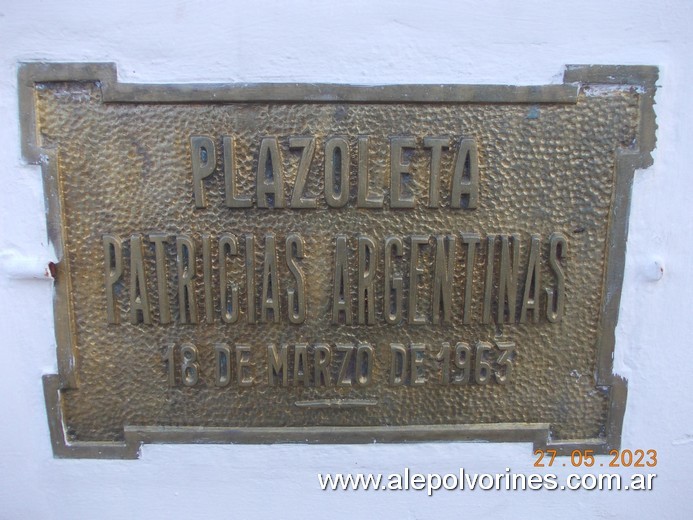 PLAZOLETA
PATRICIAS ARGENTINAS
18 DE MARZO DE 1963
27.05.2023
www.alepolvorines.com.ar